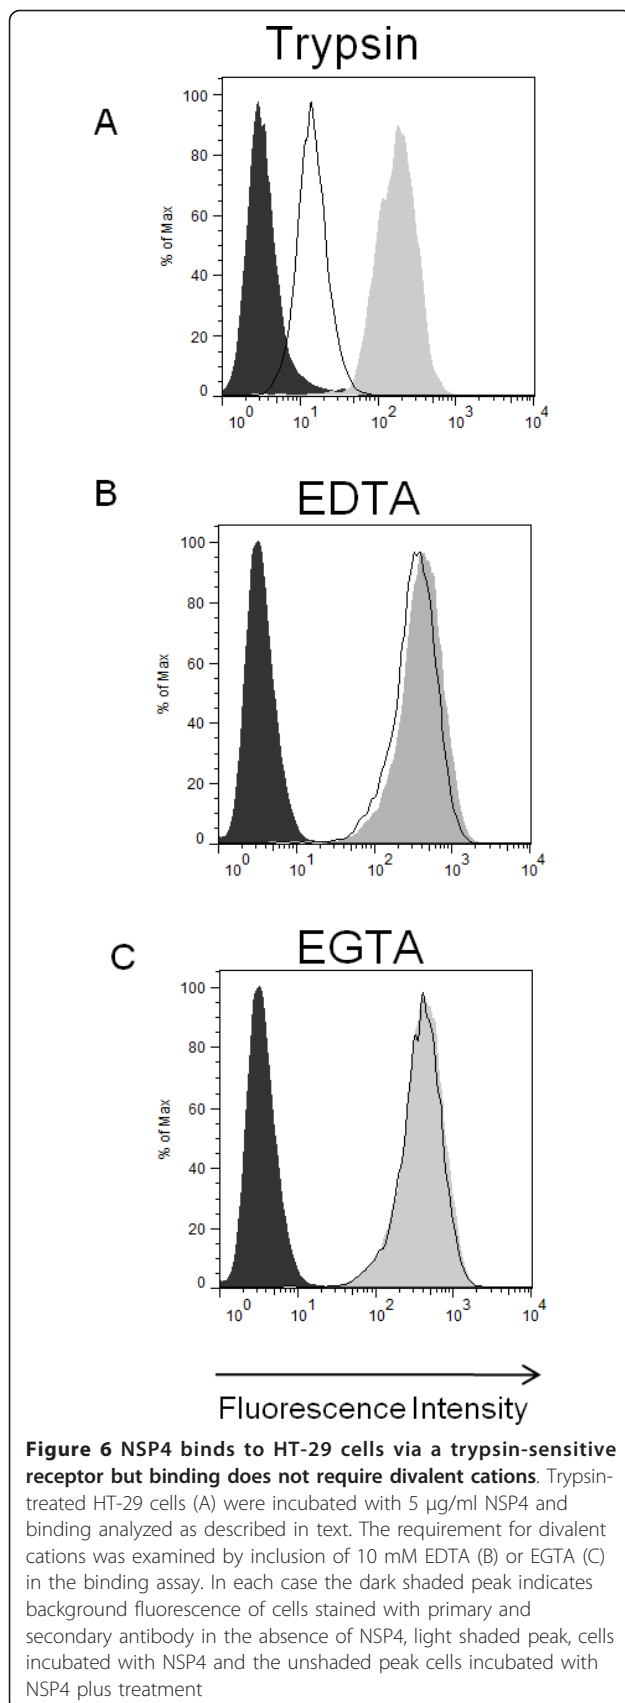 Trypsin
A
100
80
60
40
20
0
% of Max
10^0 10^1 10^2 10^3 10^4
B
EDTA
100
80
60
40
20
0
% of Max
10^0 10^1 10^2 10^3 10^4
C
EGTA
100
80
60
40
20
0
% of Max
10^0 10^1 10^2 10^3 10^4
Fluorescence Intensity
Figure 6 NSP4 binds to HT-29 cells via a trypsin-sensitive
receptor but binding does not require divalent cations. Trypsin-
treated HT-29 cells (A) were incubated with 5 μg/ml NSP4 and
binding analyzed as described in text. The requirement for divalent
cations was examined by inclusion of 10 mM EDTA (B) or EGTA (C)
in the binding assay. In each case the dark shaded peak indicates
background fluorescence of cells stained with primary and
secondary antibody in the absence of NSP4, light shaded peak, cells
incubated with NSP4 and the unshaded peak cells incubated with
NSP4 plus treatment